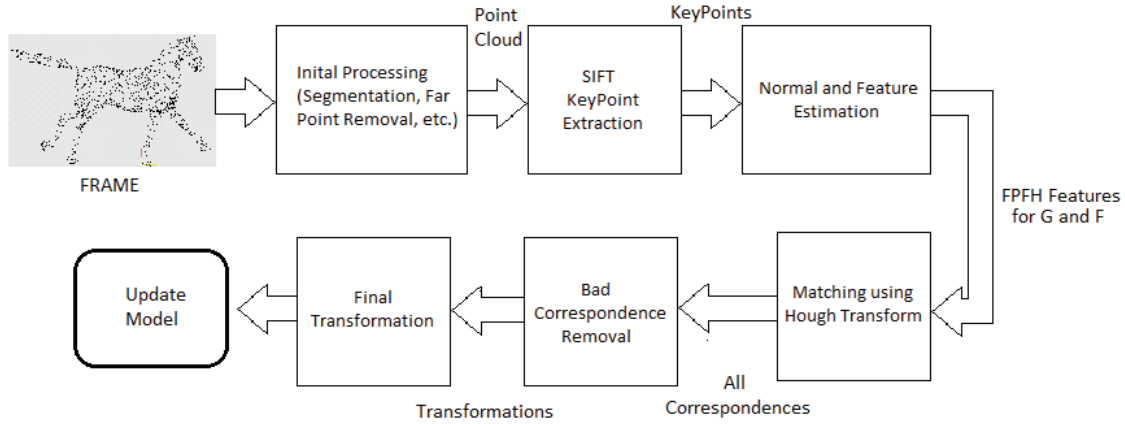 FRAME
Inital Processing
(Segmentation, Far
Point Removal, etc.)
Point
Cloud
SIFT
KeyPoint
Extraction
KeyPoints
Normal and Feature
Estimation
FPFH Features
for G and F
Matching using
Hough Transform
All
Correspondences
Bad
Correspondence
Removal
Transformations
Final
Transformation
Update
Model